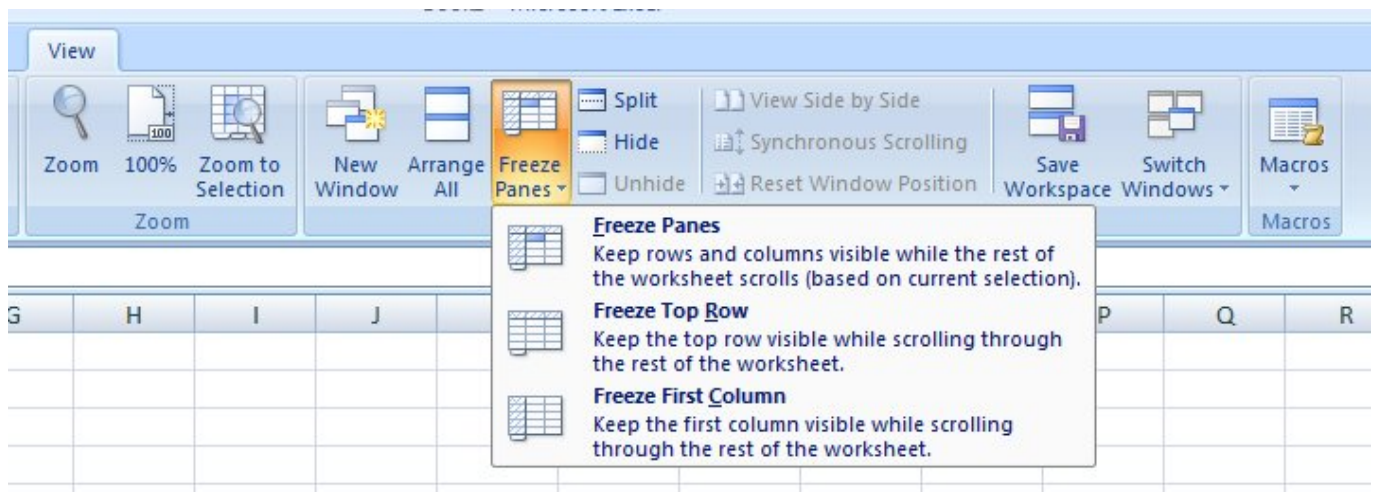 View
Split
View Side by Side
Hide
Synchronous Scrolling
Unhide
Reset Window Position
100
Zoom
100%
Zoom to
Selection
New
Window
Arrange
All
Freeze
Panes
Save
Workspace
Switch
Windows
Macros
Zoom
Macros
Freeze Panes
Keep rows and columns visible while the rest of
the worksheet scrolls (based on current selection).
G H I J P Q R
Freeze Top Row
Keep the top row visible while scrolling through
the rest of the worksheet.
Freeze First Column
Keep the first column visible while scrolling
through the rest of the worksheet.